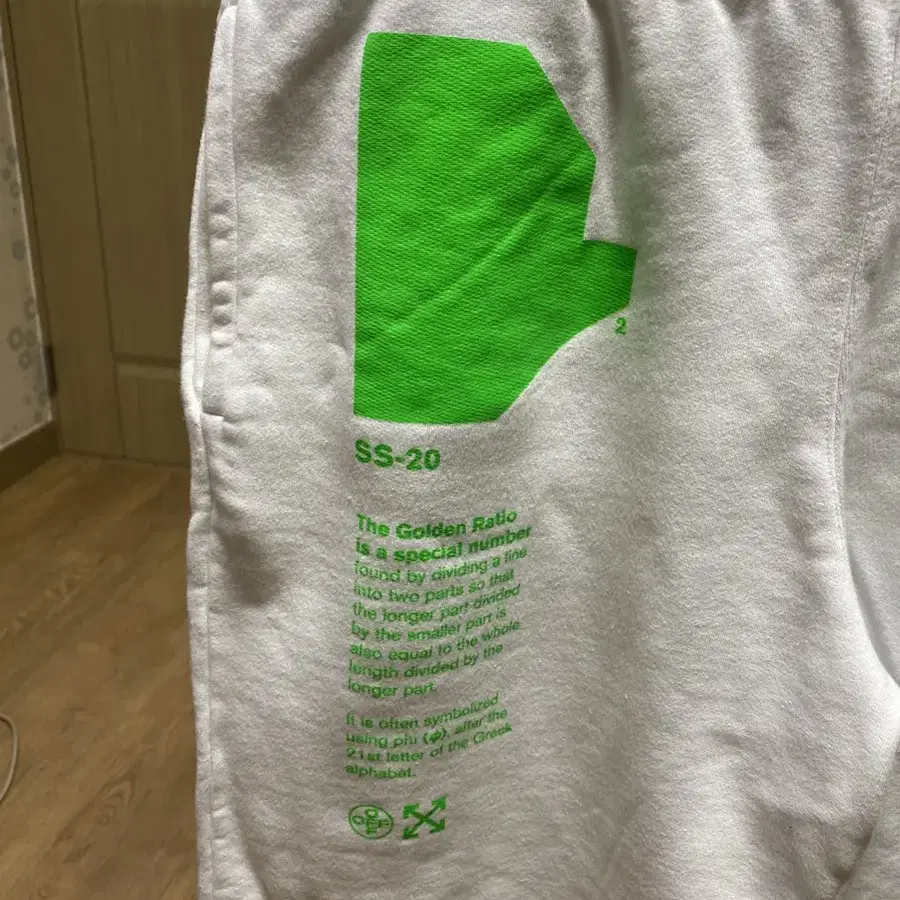 2
SS-20
The Golden Ratio
is a special number
found by dividing a line
into two parts so that
the longer part divided
by the smaller part is
also equal to the whole
length divided by the
longer part.
It is often symbolized
using phi (φ), after the
21st letter of the Greek
alphabet.
OFF